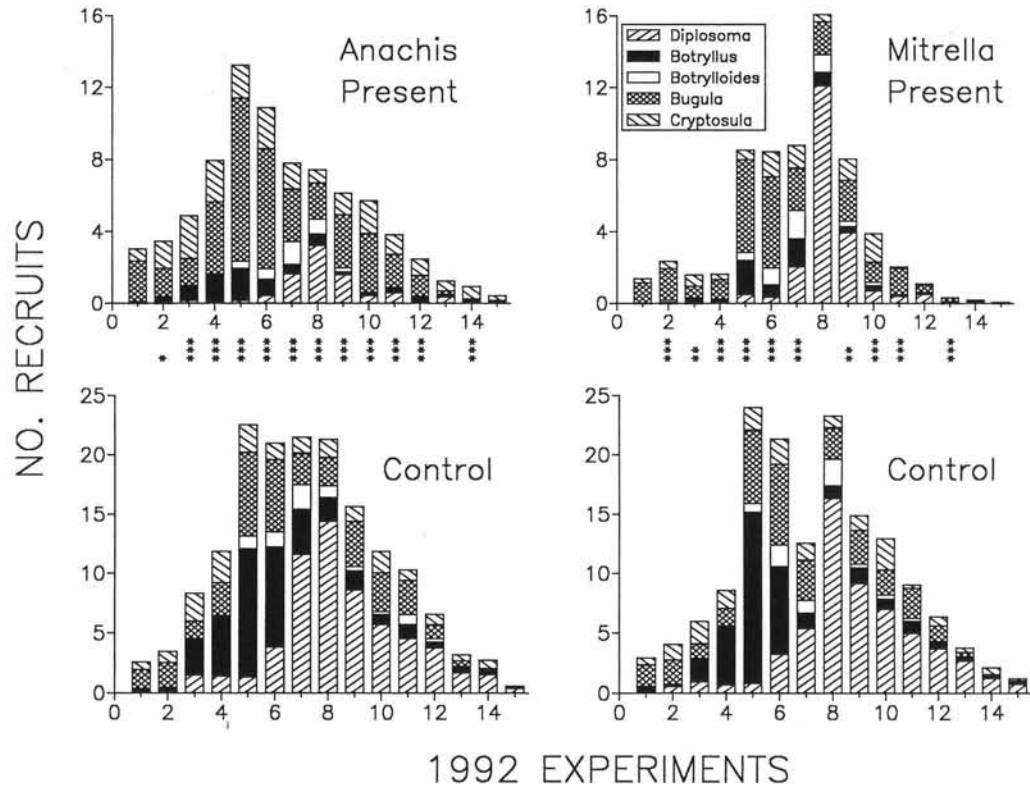 16
12
8
4
0
Anachis
Present
0 2 4 6 8 10 12 14
* *** *** *** *** *** *** *** *** *** *** ***
16
12
8
4
0
Diplosoma
Botryllus
Botrylloides
Bugula
Cryptosula
Mitrella
Present
0 2 4 6 8 10 12 14
*** ** *** *** *** *** ** *** *** ***
NO. RECRUITS
25
20
15
10
5
0
Control
0 2 4 6 8 10 12 14
25
20
15
10
5
0
Control
0 2 4 6 8 10 12 14
1992 EXPERIMENTS